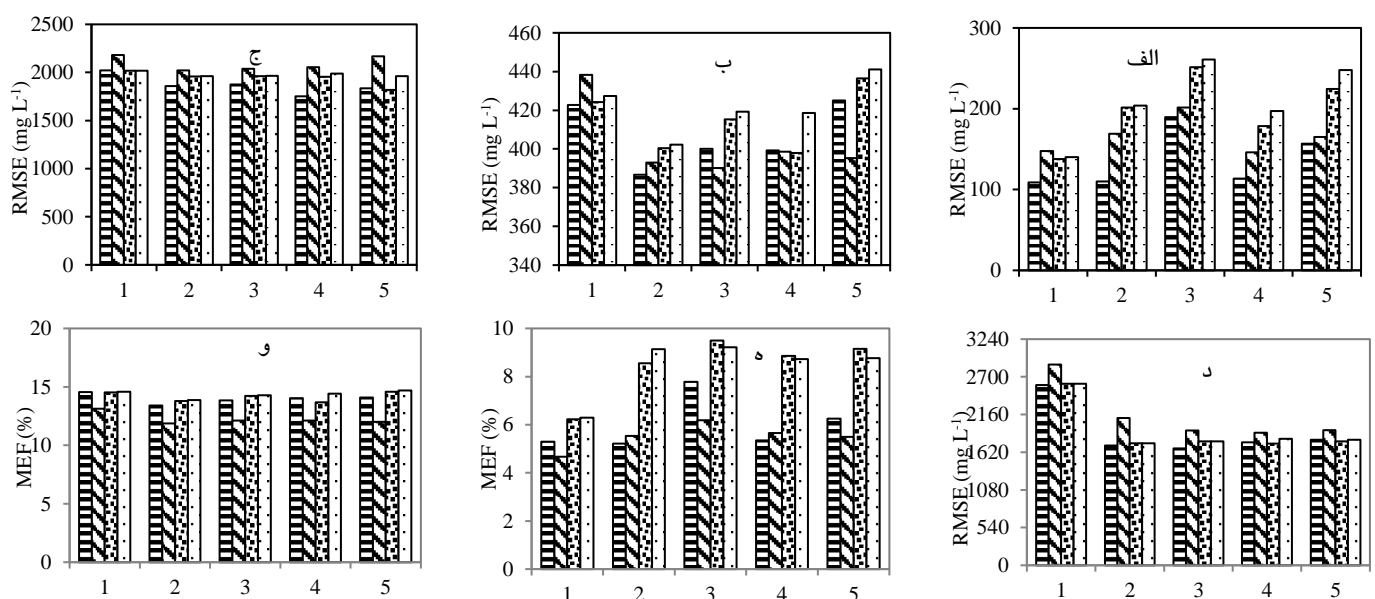 ج
RMSE (mg L-1)
2500
2000
1500
1000
500
0
1 2 3 4 5
ب
RMSE (mg L-1)
460
440
420
400
380
360
340
1 2 3 4 5
الف
RMSE (mg L-1)
300
200
100
0
1 2 3 4 5
و
MEF (%)
20
15
10
5
0
1 2 3 4 5
ه
MEF (%)
10
8
6
4
2
0
1 2 3 4 5
د
RMSE (mg L-1)
3240
2700
2160
1620
1080
540
0
1 2 3 4 5